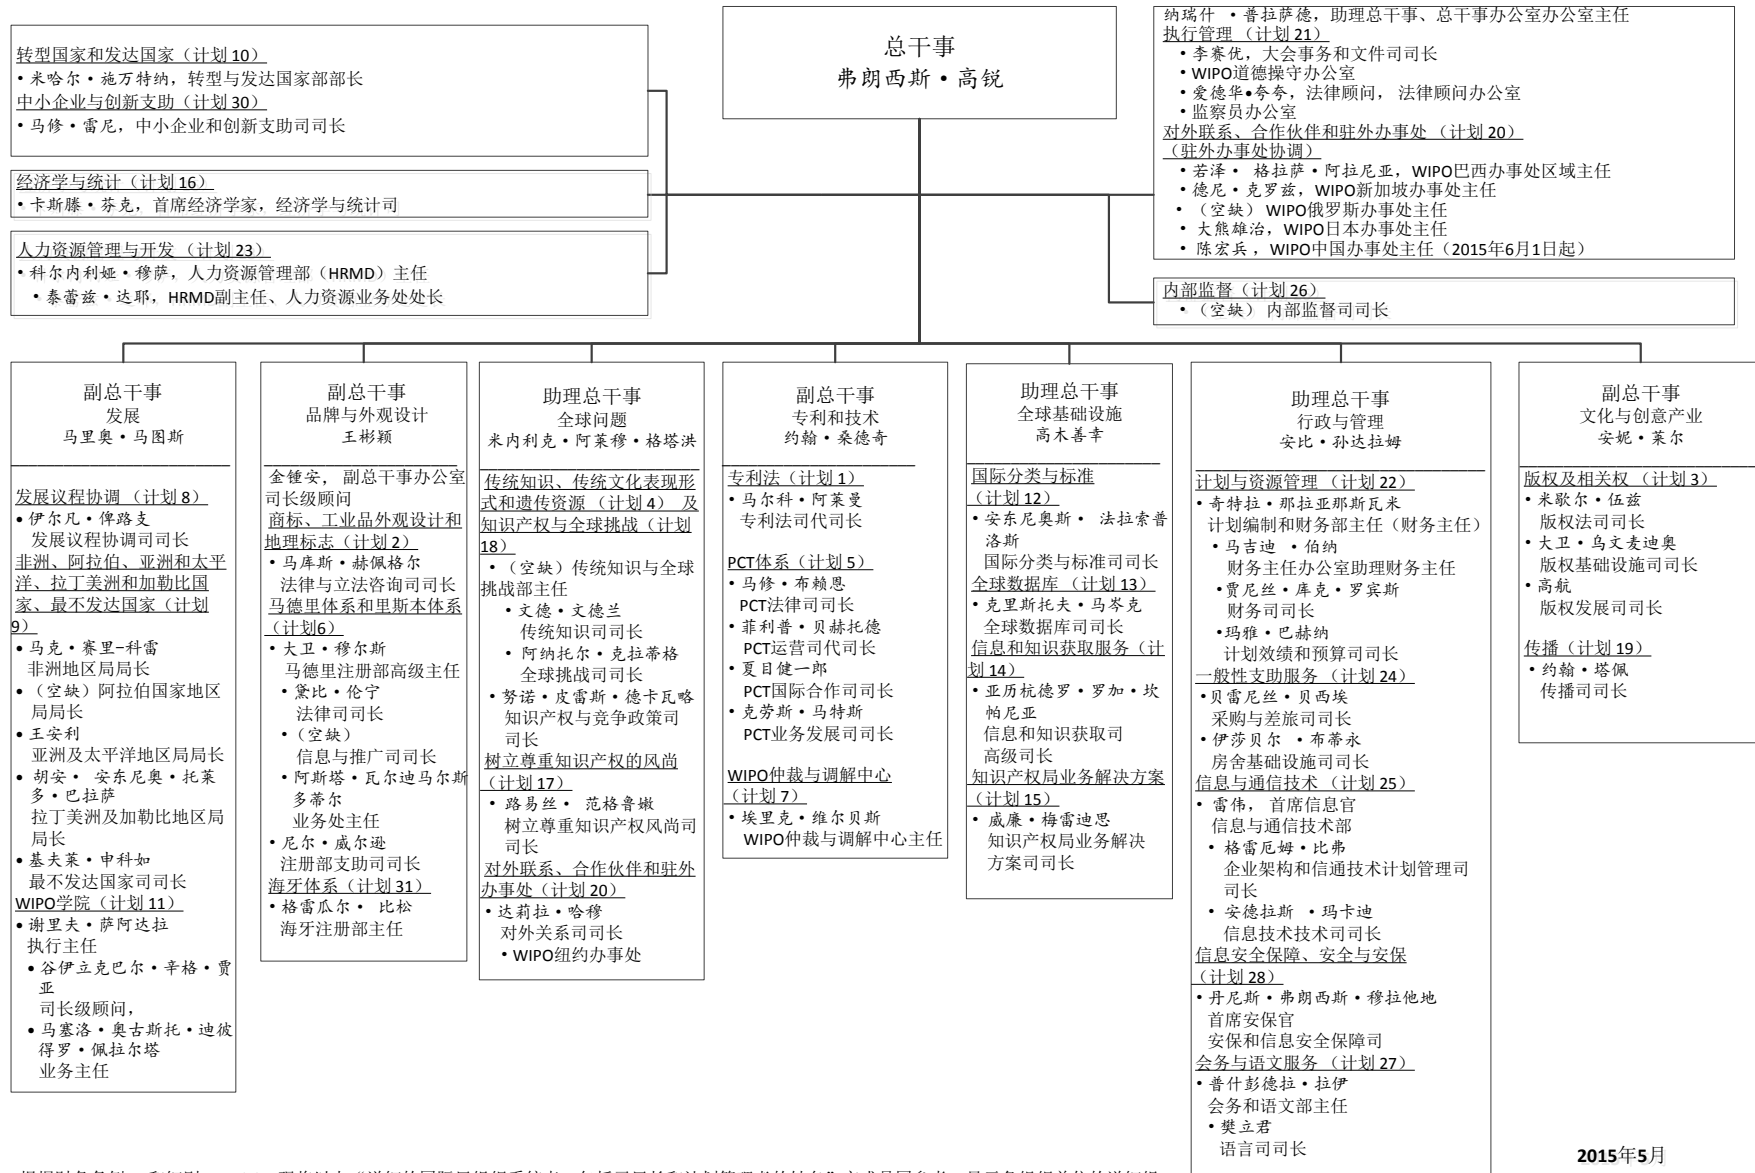 总干事
弗朗西斯•高锐
转型国家和发达国家（计划 10）
• 米哈尔•施万特纳，转型与发达国家部部长
中小企业与创新支助（计划 30）
• 马修•雷尼，中小企业和创新支助司司长
经济学与统计（计划 16）
• 卡斯滕•芬克，首席经济学家，经济学与统计司
人力资源管理与开发 （计划 23）
• 科尔内利娅•穆萨，人力资源管理部（HRMD）主任
• 泰蕾兹•达耶，HRMD副主任、人力资源业务处处长
纳瑞什 •普拉萨德，助理总干事、总干事办公室办公室主任
执行管理（计划 21）
• 李赛优，大会事务和文件司司长
• WIPO道德操守办公室
• 爱德华•夸夸，法律顾问， 法律顾问办公室
• 监察员办公室
对外联系、合作伙伴和驻外办事处 （计划 20）
（驻外办事处协调）
• 若泽• 格拉萨•阿拉尼亚，WIPO巴西办事处区域主任
• 德尼•克罗兹，WIPO新加坡办事处主任
• （空缺） WIPO俄罗斯办事处主任
• 大熊雄治，WIPO日本办事处主任
• 陈宏兵 ，WIPO中国办事处主任（2015年6月1日起）
内部监督（计划 26）
• （空缺） 内部监督司司长
副总干事
发展
马里奥•马图斯
发展议程协调 （计划 8）
• 伊尔凡•俾路支
发展议程协调司司长
非洲、阿拉伯、亚洲和太平
洋、拉丁美洲和加勒比国
家、最不发达国家（计划
9）
• 马克•赛里-科雷
非洲地区局局长
• （空缺）阿拉伯国家地区
局局长
• 王安利
亚洲及太平洋地区局局长
• 胡安• 安东尼奥•托莱
多•巴拉萨
拉丁美洲及加勒比地区局
局长
• 基夫莱•申科如
最不发达国家司司长
WIPO学院（计划 11）
• 谢里夫•萨阿达拉
执行主任
• 谷伊立克巴尔•辛格•贾
亚
司长级顾问，
• 马塞洛•奥古斯托•迪彼
得罗•佩拉尔塔
业务主任
副总干事
品牌与外观设计
王彬颖
金锺安， 副总干事办公室
司长级顾问
商标、工业品外观设计和
地理标志（计划 2）
• 马库斯•赫佩格尔
法律与立法咨询司司长
马德里体系和里斯本体系
（计划6）
• 大卫•穆尔斯
马德里注册部高级主任
• 黛比•伦宁
法律司司长
• （空缺）
信息与推广司司长
• 阿斯塔•瓦尔迪马尔斯
多蒂尔
业务处主任
• 尼尔•威尔逊
注册部支助司司长
海牙体系（计划 31）
• 格雷瓜尔• 比松
海牙注册部主任
助理总干事
全球问题
米内利克•阿莱穆•格塔洪
传统知识、传统文化表现形
式和遗传资源 （计划 4） 及
知识产权与全球挑战（计划
18）
• （空缺）传统知识与全球
挑战部主任
• 文德•文德兰
传统知识司司长
• 阿纳托尔•克拉蒂格
全球挑战司司长
• 努诺•皮雷斯•德卡瓦略
知识产权与竞争政策司
司长
树立尊重知识产权的风尚
（计划 17）
• 路易丝• 范格鲁嫩
树立尊重知识产权风尚司
司长
对外联系、合作伙伴和驻外
办事处（计划 20）
• 达莉拉•哈穆
对外关系司司长
• WIPO纽约办事处
副总干事
专利和技术
约翰•桑德奇
专利法（计划 1）
• 马尔科•阿莱曼
专利法司代司长
PCT体系（计划 5）
• 马修•布赖恩
PCT法律司司长
• 菲利普•贝赫托德
PCT运营司代司长
• 夏目健一郎
PCT国际合作司司长
• 克劳斯•马特斯
PCT业务发展司司长
WIPO仲裁与调解中心
（计划 7）
• 埃里克•维尔贝斯
WIPO仲裁与调解中心主任
助理总干事
全球基础设施
高木善幸
国际分类与标准
（计划 12）
• 安东尼奥斯• 法拉索普
洛斯
国际分类与标准司司长
全球数据库 （计划 13）
• 克里斯托夫•马岑克
全球数据库司司长
信息和知识获取服务（计
划 14）
• 亚历杭德罗•罗加•坎
帕尼亚
信息和知识获取司
高级司长
知识产权局业务解决方案
（计划 15）
• 威廉•梅雷迪思
知识产权局业务解决
方案司司长
助理总干事
行政与管理
安比•孙达拉姆
计划与资源管理 （计划 22）
• 奇特拉•那拉亚那斯瓦米
计划编制和财务部主任（财务主任）
• 马吉迪 •伯纳
财务主任办公室助理财务主任
• 贾尼丝•库克•罗宾斯
财务司司长
•玛雅•巴赫纳
计划效绩和预算司司长
一般性支助服务（计划 24）
• 贝雷尼丝•贝西埃
采购与差旅司司长
• 伊莎贝尔 •布蒂永
房舍基础设施司司长
信息与通信技术 （计划 25）
• 雷伟， 首席信息官
信息与通信技术部
• 格雷厄姆•比弗
企业架构和信通技术计划管理司
司长
• 安德拉斯 •玛卡迪
信息技术技术司司长
信息安全保障、安全与安保
（计划 28）
• 丹尼斯•弗朗西斯•穆拉他地
首席安保官
安保和信息安全保障司
会务与语文服务 （计划 27）
• 普什彭德拉•拉伊
会务和语文部主任
• 樊立君
语言司司长
副总干事
文化与创意产业
安妮•莱尔
版权及相关权（计划 3）
• 米歇尔•伍兹
版权法司司长
• 大卫•乌文麦迪奥
版权基础设施司司长
• 高航
版权发展司司长
传播（计划 19）
• 约翰•塔佩
传播司司长
2015年5月